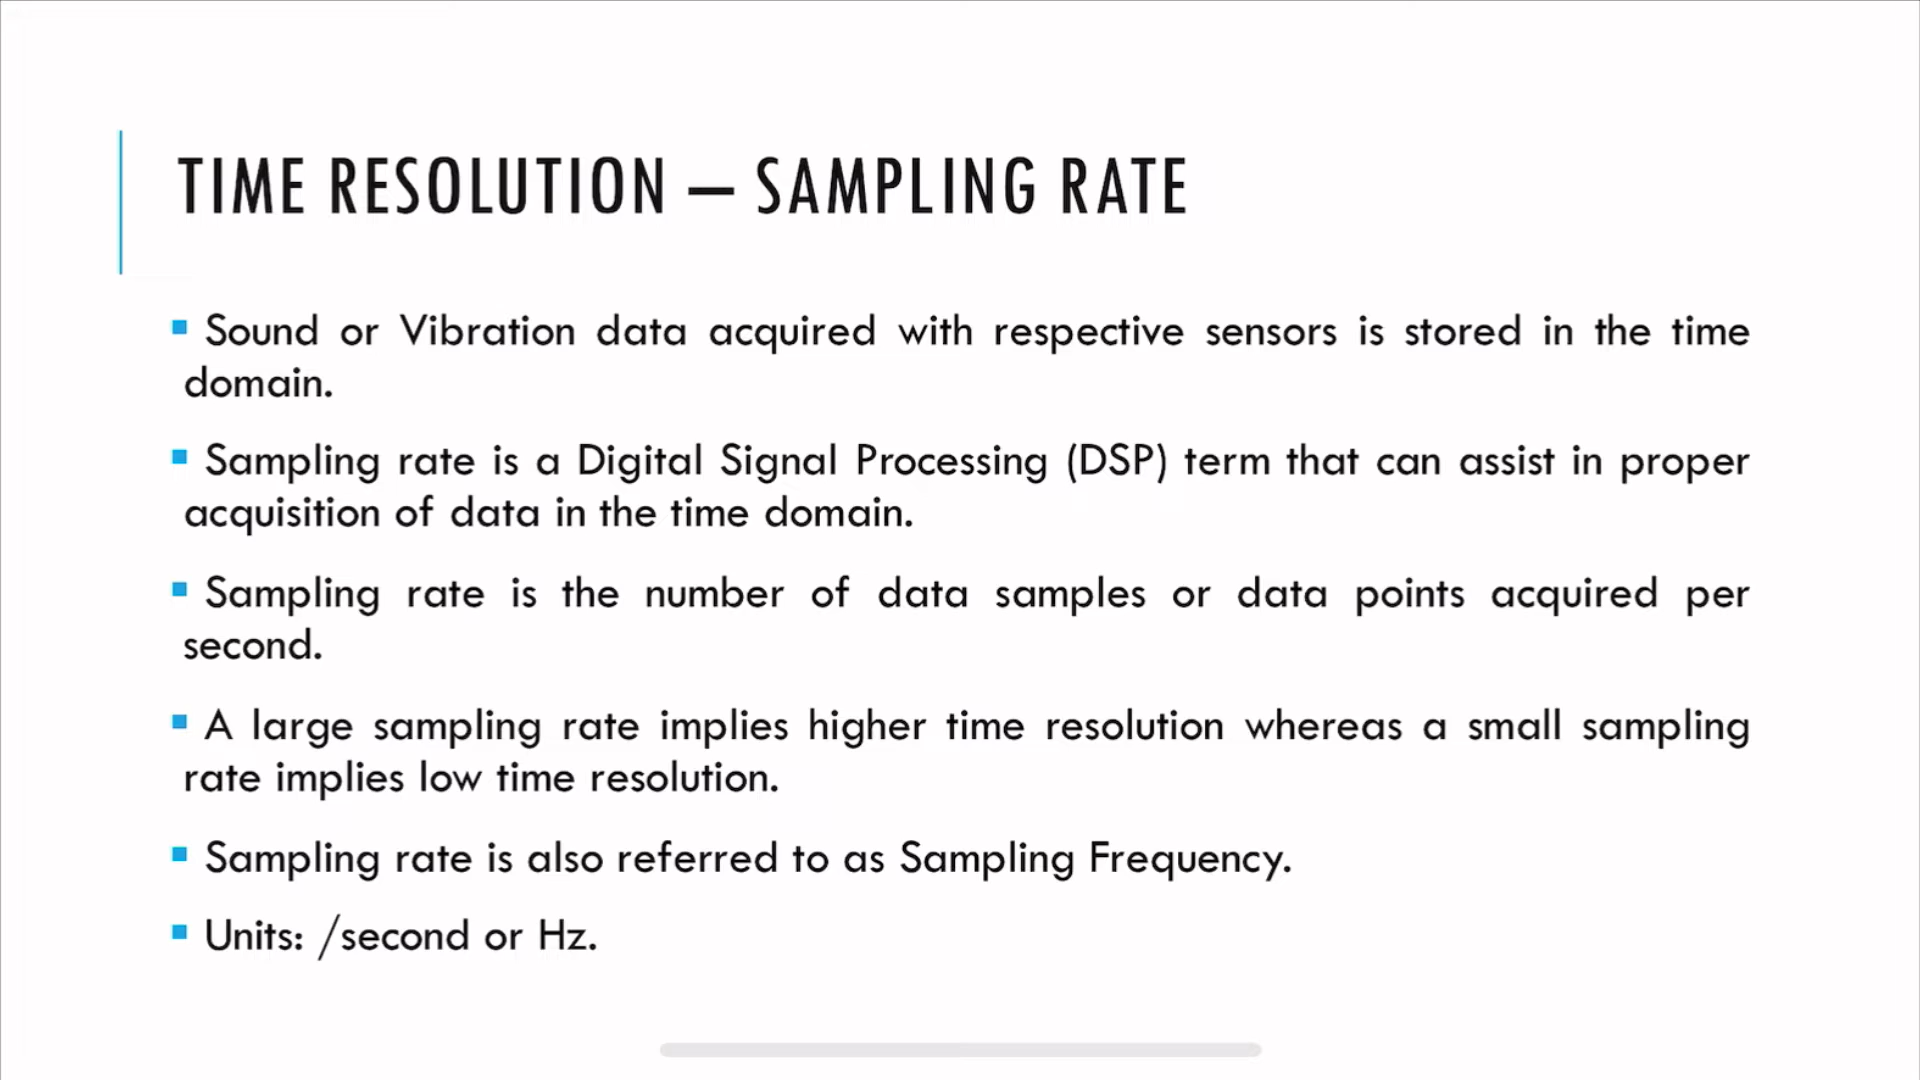 TIME RESOLUTION – SAMPLING RATE
▪ Sound or Vibration data acquired with respective sensors is stored in the time
domain.
▪ Sampling rate is a Digital Signal Processing (DSP) term that can assist in proper
acquisition of data in the time domain.
▪ Sampling rate is the number of data samples or data points acquired per
second.
▪ A large sampling rate implies higher time resolution whereas a small sampling
rate implies low time resolution.
▪ Sampling rate is also referred to as Sampling Frequency.
▪ Units: /second or Hz.